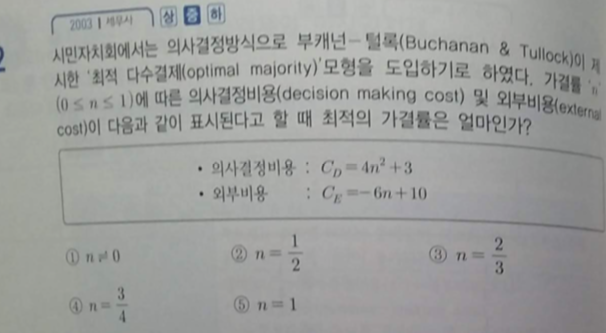 2003 | 세무사 상 중 하
2
시민자치회에서는 의사결정방식으로 부캐넌-털록(Buchanan & Tullock)이 제
시한 '최적 다수결제(optimal majority)'모형을 도입하기로 하였다. 가결률 'n'
(0≤n≤1)에 따른 의사결정비용(decision making cost) 및 외부비용(external
cost)이 다음과 같이 표시된다고 할 때 최적의 가결률은 얼마인가?
• 의사결정비용 : C_D = 4n² + 3
• 외부비용 : C_E = -6n + 10
① n≠0 ② n = 1/2 ③ n = 2/3
④ n = 3/4 ⑤ n = 1